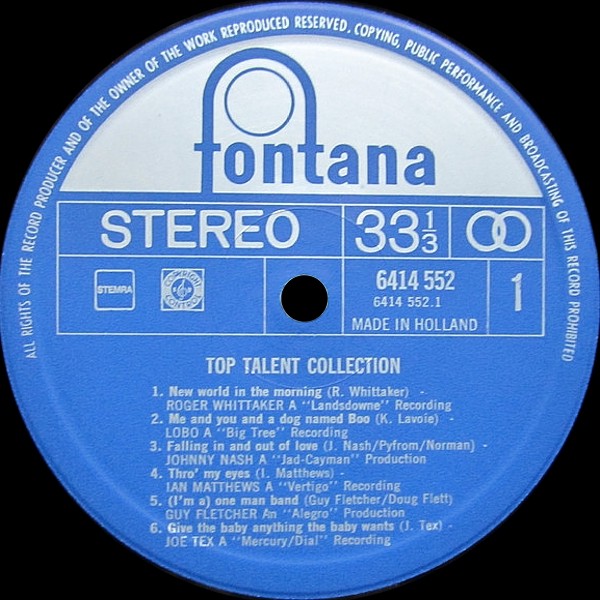 ALL RIGHTS OF THE RECORD PRODUCER AND OF THE OWNER OF THE WORK REPRODUCED RESERVED. COPYING, PUBLIC PERFORMANCE AND BROADCASTING OF THIS RECORD PROHIBITED
fontana
STEREO 33 1/3
STEMRA COPYRIGHT CONTROL 6414 552 1
6414 552.1
MADE IN HOLLAND
TOP TALENT COLLECTION
1. New world in the morning (R. Whittaker) -
ROGER WHITTAKER A "Landsdowne" Recording
2. Me and you and a dog named Boo (K. Lavoie) -
LOBO A "Big Tree" Recording
3. Falling in and out of love (J. Nash/Pyfrom/Norman) -
JOHNNY NASH A "Jad-Cayman" Production
4. Thro' my eyes (I. Matthews) -
IAN MATTHEWS A "Vertigo" Recording
5. (I'm a) one man band (Guy Fletcher/Doug Flett)
GUY FLETCHER An "Alegro" Production
6. Give the baby anything the baby wants (J. Tex) -
JOE TEX A "Mercury/Dial" Recording